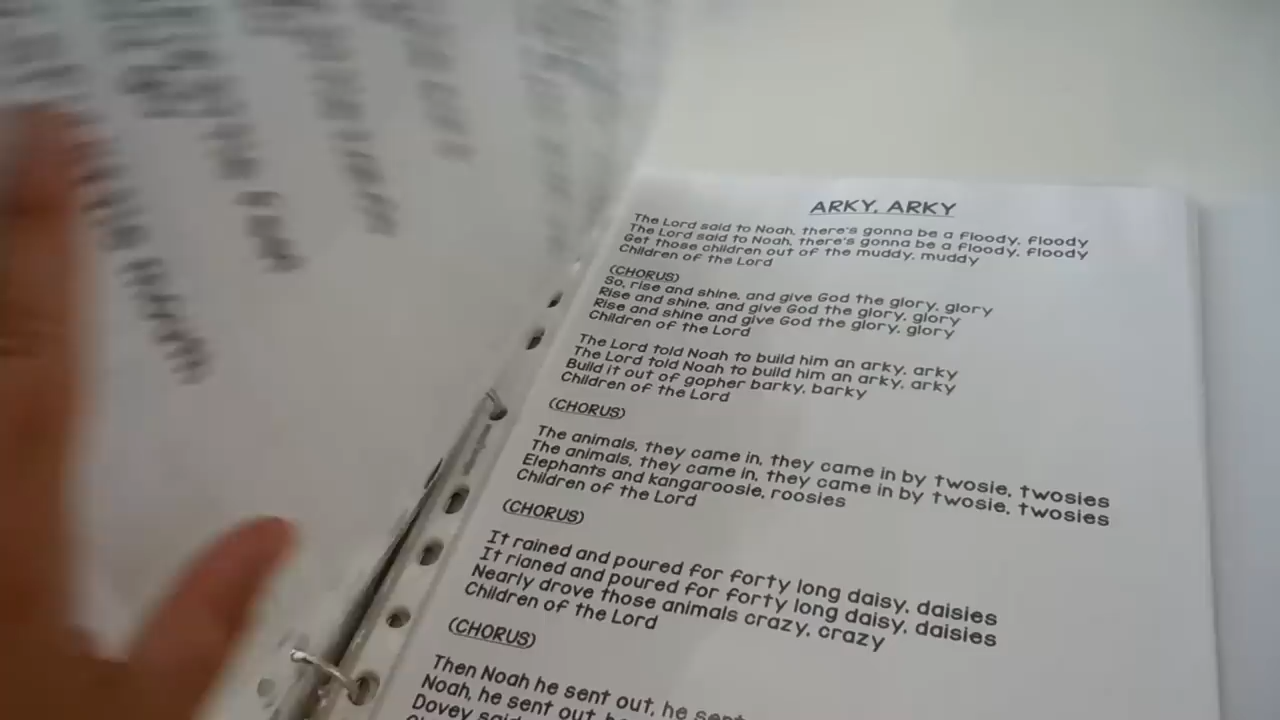 ARKY, ARKY
The Lord said to Noah, there's gonna be a floody, floody
The Lord said to Noah, there's gonna be a floody, floody
Get those children out of the muddy, muddy
Children of the Lord
(CHORUS)
So, rise and shine, and give God the glory, glory
Rise and shine, and give God the glory, glory
Rise and shine and give God the glory, glory
Children of the Lord
The Lord told Noah to build him an arky, arky
The Lord told Noah to build him an arky, arky
Build it out of gopher barky, barky
Children of the Lord
(CHORUS)
The animals, they came in, they came in by twosie, twosies
The animals, they came in, they came in by twosie, twosies
Elephants and kangaroosie, roosies
Children of the Lord
(CHORUS)
It rained and poured for forty long daisy, daisies
It rianed and poured for forty long daisy, daisies
Nearly drove those animals crazy, crazy
Children of the Lord
(CHORUS)
Then Noah he sent out, he sent
Noah, he sent out,
Dovey